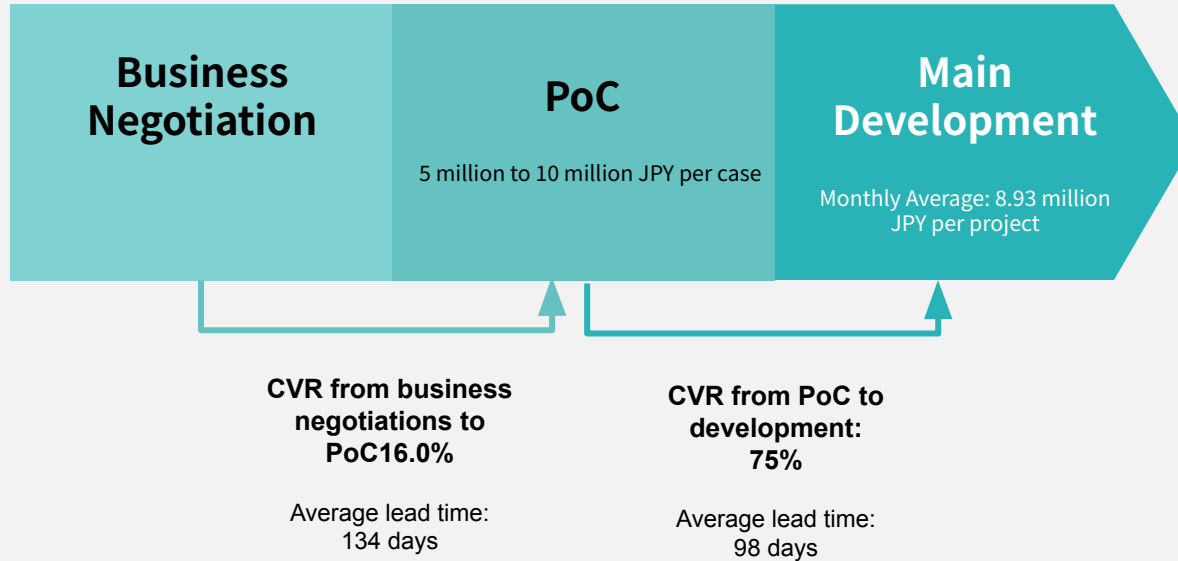 Business
Negotiation
PoC
5 million to 10 million JPY per case
Main
Development
Monthly Average: 8.93 million
JPY per project
CVR from business
negotiations to
PoC16.0%
Average lead time:
134 days
CVR from PoC to
development:
75%
Average lead time:
98 days